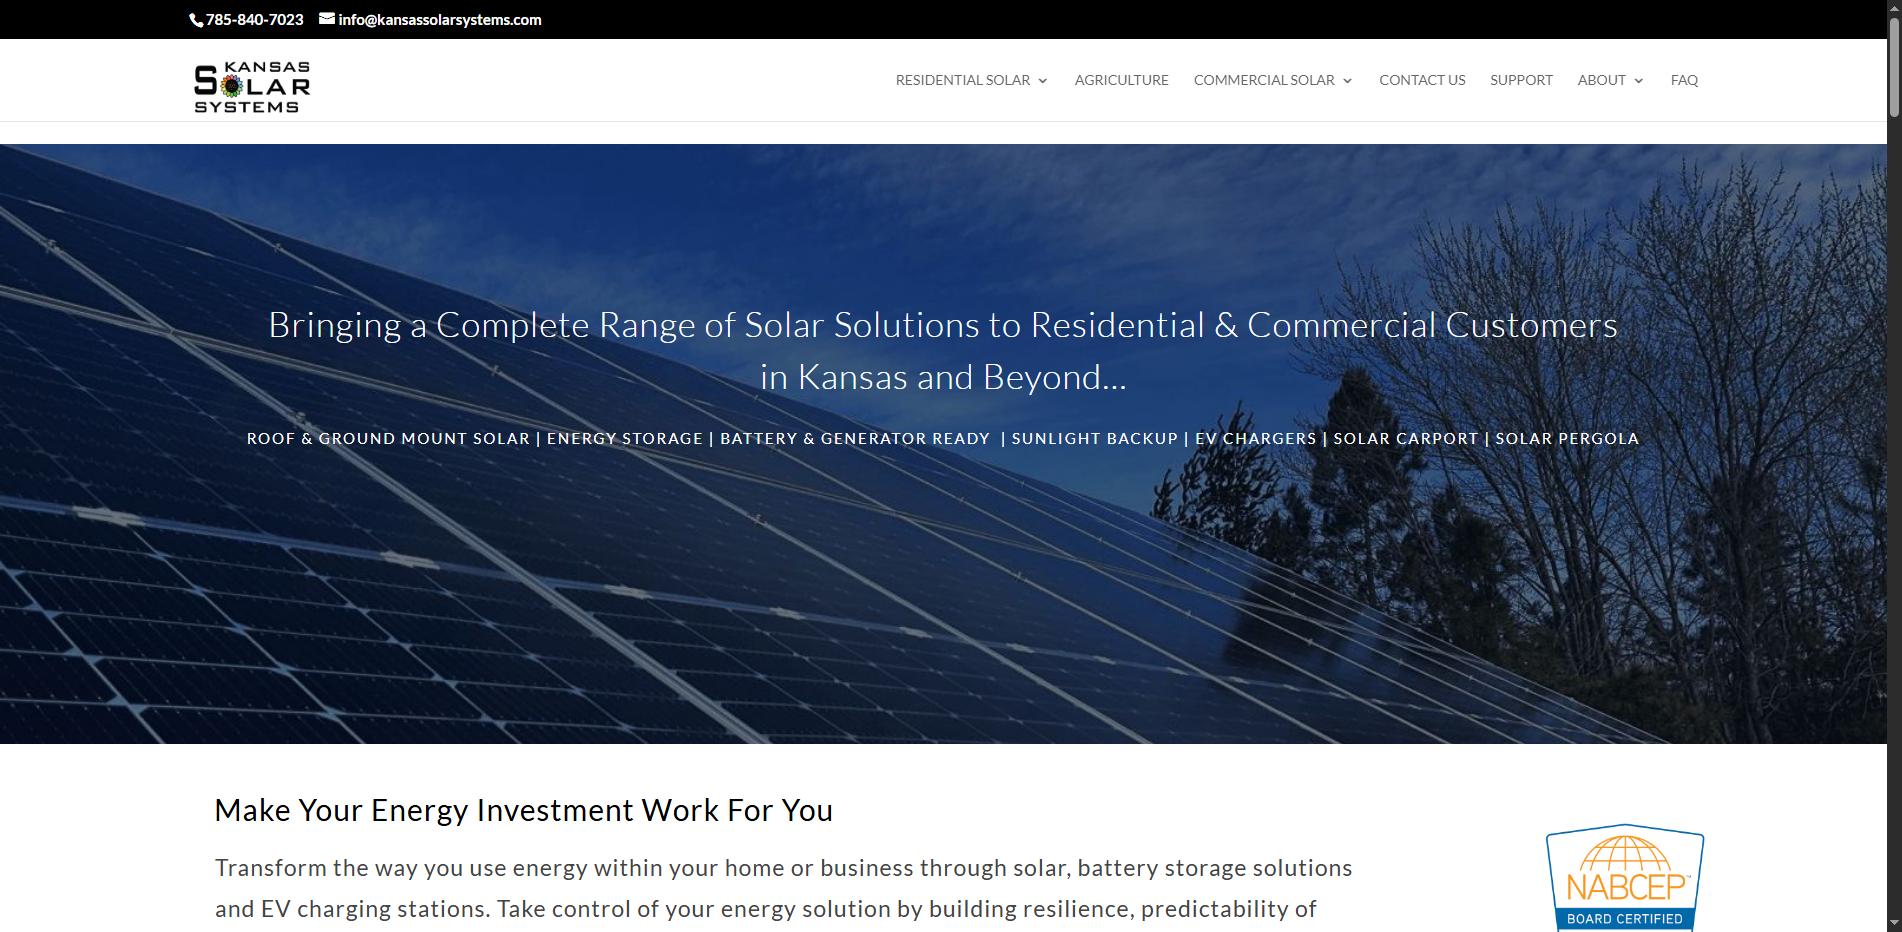 785-840-7023 info@kansassolarsystems.com
KANSAS
SOLAR
SYSTEMS
RESIDENTIAL SOLAR AGRICULTURE COMMERCIAL SOLAR CONTACT US SUPPORT ABOUT FAQ
Bringing a Complete Range of Solar Solutions to Residential & Commercial Customers
in Kansas and Beyond...
ROOF & GROUND MOUNT SOLAR | ENERGY STORAGE | BATTERY & GENERATOR READY | SUNLIGHT BACKUP | EV CHARGERS | SOLAR CARPORT | SOLAR PERGOLA
Make Your Energy Investment Work For You
Transform the way you use energy within your home or business through solar, battery storage solutions
and EV charging stations. Take control of your energy solution by building resilience, predictability of
NABCEP™
BOARD CERTIFIED